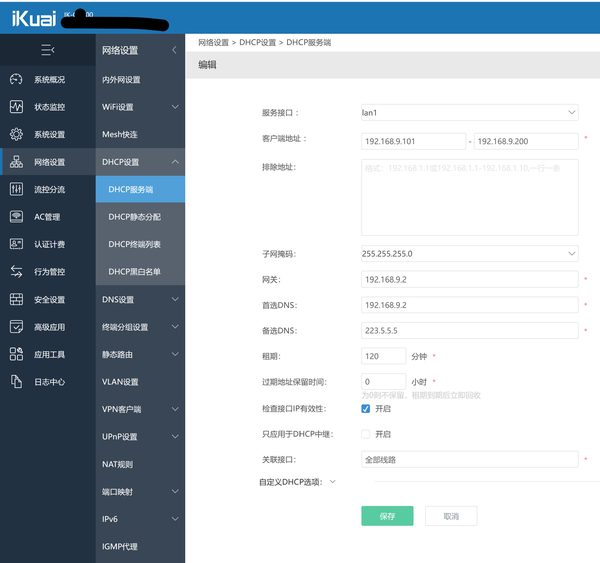 iKuai
网络设置 > DHCP设置 > DHCP服务端
网络设置
编辑
系统概况
状态监控
系统设置
网络设置
流控分流
AC管理
认证计费
行为管控
安全设置
高级应用
应用工具
日志中心
内外网设置
WiFi设置
Mesh快连
DHCP设置
DHCP服务端
DHCP静态分配
DHCP终端列表
DHCP黑白名单
DNS设置
终端分组设置
静态路由
VLAN设置
VPN客户端
UPnP设置
NAT规则
端口映射
IPv6
IGMP代理
服务接口： lan1
客户端地址： 192.168.9.101 - 192.168.9.200 *
排除地址： 格式：192.168.1.1或192.168.1.1-192.168.1.10,一行一条
子网掩码： 255.255.255.0
网关： 192.168.9.2 *
首选DNS： 192.168.9.2 *
备选DNS： 223.5.5.5 *
租期： 120 分钟 *
过期地址保留时间： 0 小时 *
为0则不保留，租期到期后立即回收
检查接口IP有效性： 开启
只应用于DHCP中继： 开启
关联接口： 全部线路 *
自定义DHCP选项：
保存 取消